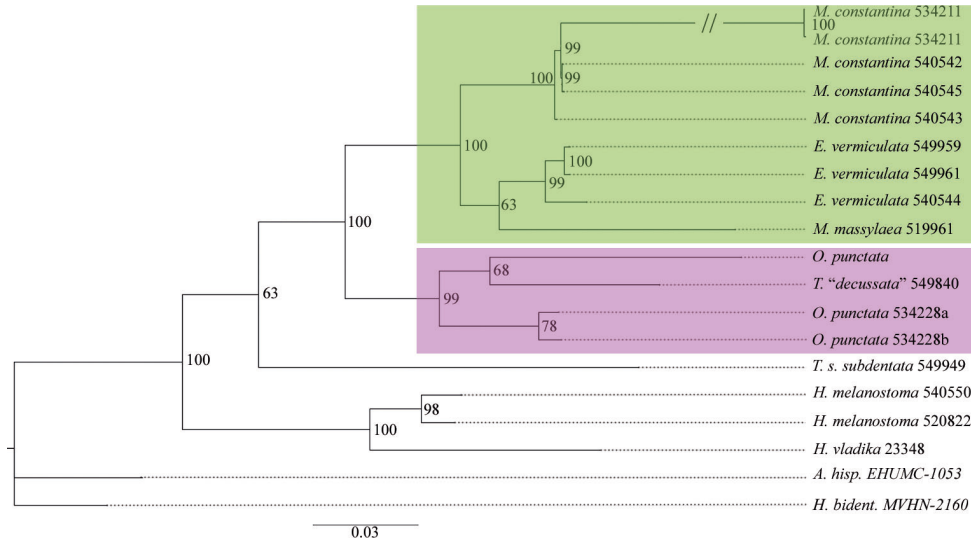 M. constantina 534211
100
M. constantina 534211
99
M. constantina 540542
100
99
M. constantina 540545
M. constantina 540543
100
E. vermiculata 549959
100
E. vermiculata 549961
99
E. vermiculata 540544
63
M. massylaea 519961
100
O. punctata
68
T. “decussata” 549840
99
O. punctata 534228a
78
O. punctata 534228b
63
T. s. subdentata 549949
100
H. melanostoma 540550
98
H. melanostoma 520822
100
H. vladika 23348
A. hisp. EHUMC-1053
H. bident. MVHN-2160
0.03